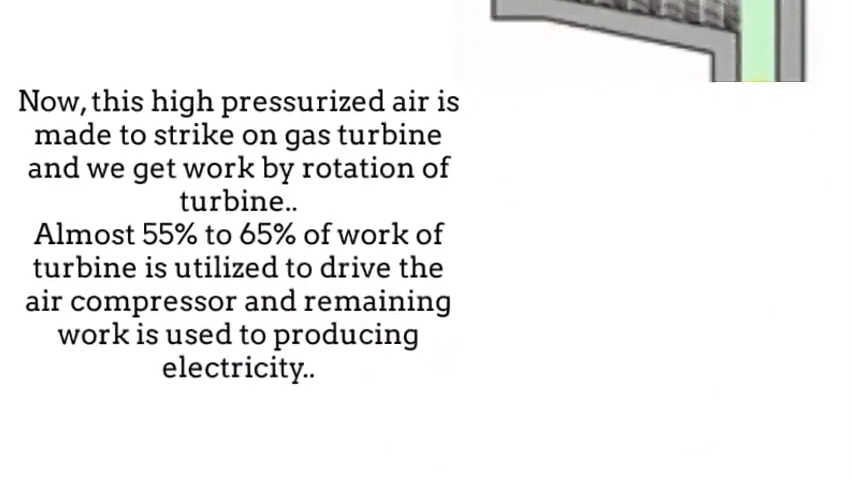 Now, this high pressurized air is
made to strike on gas turbine
and we get work by rotation of
turbine..
Almost 55% to 65% of work of
turbine is utilized to drive the
air compressor and remaining
work is used to producing
electricity..